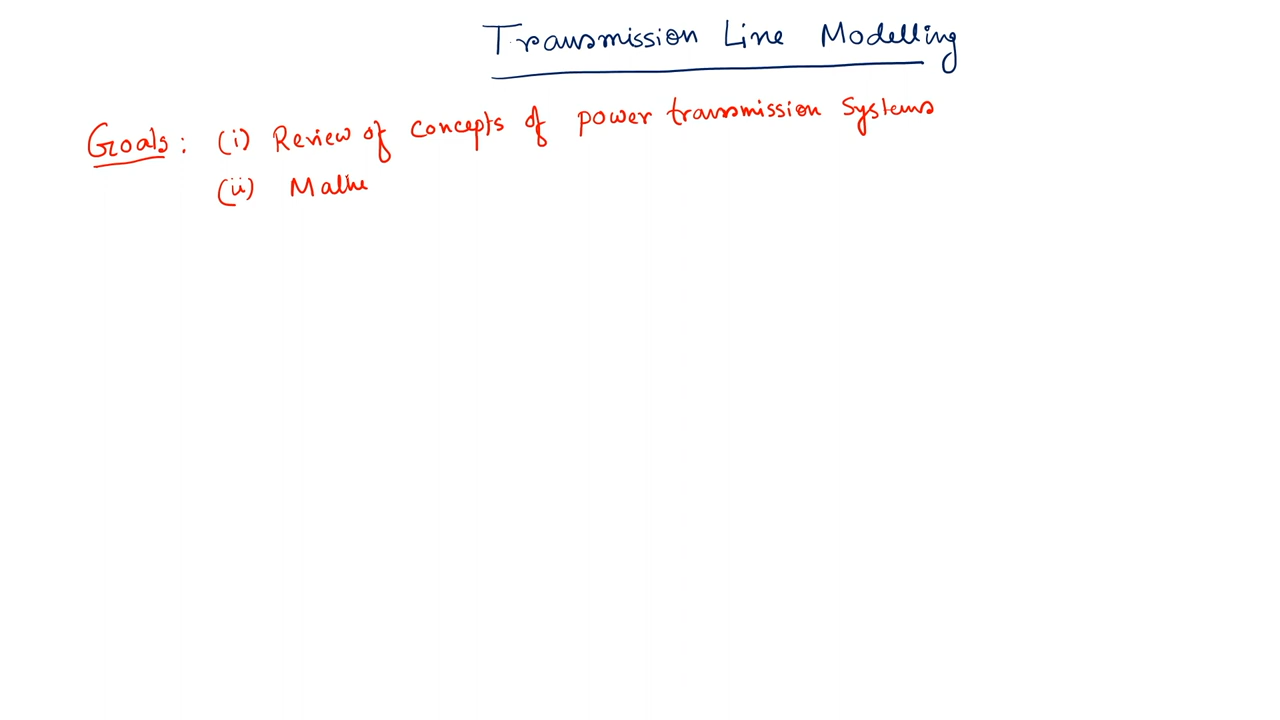 Transmission Line Modelling
Goals: (i) Review of concepts of power transmission Systems
(ii) Mathe